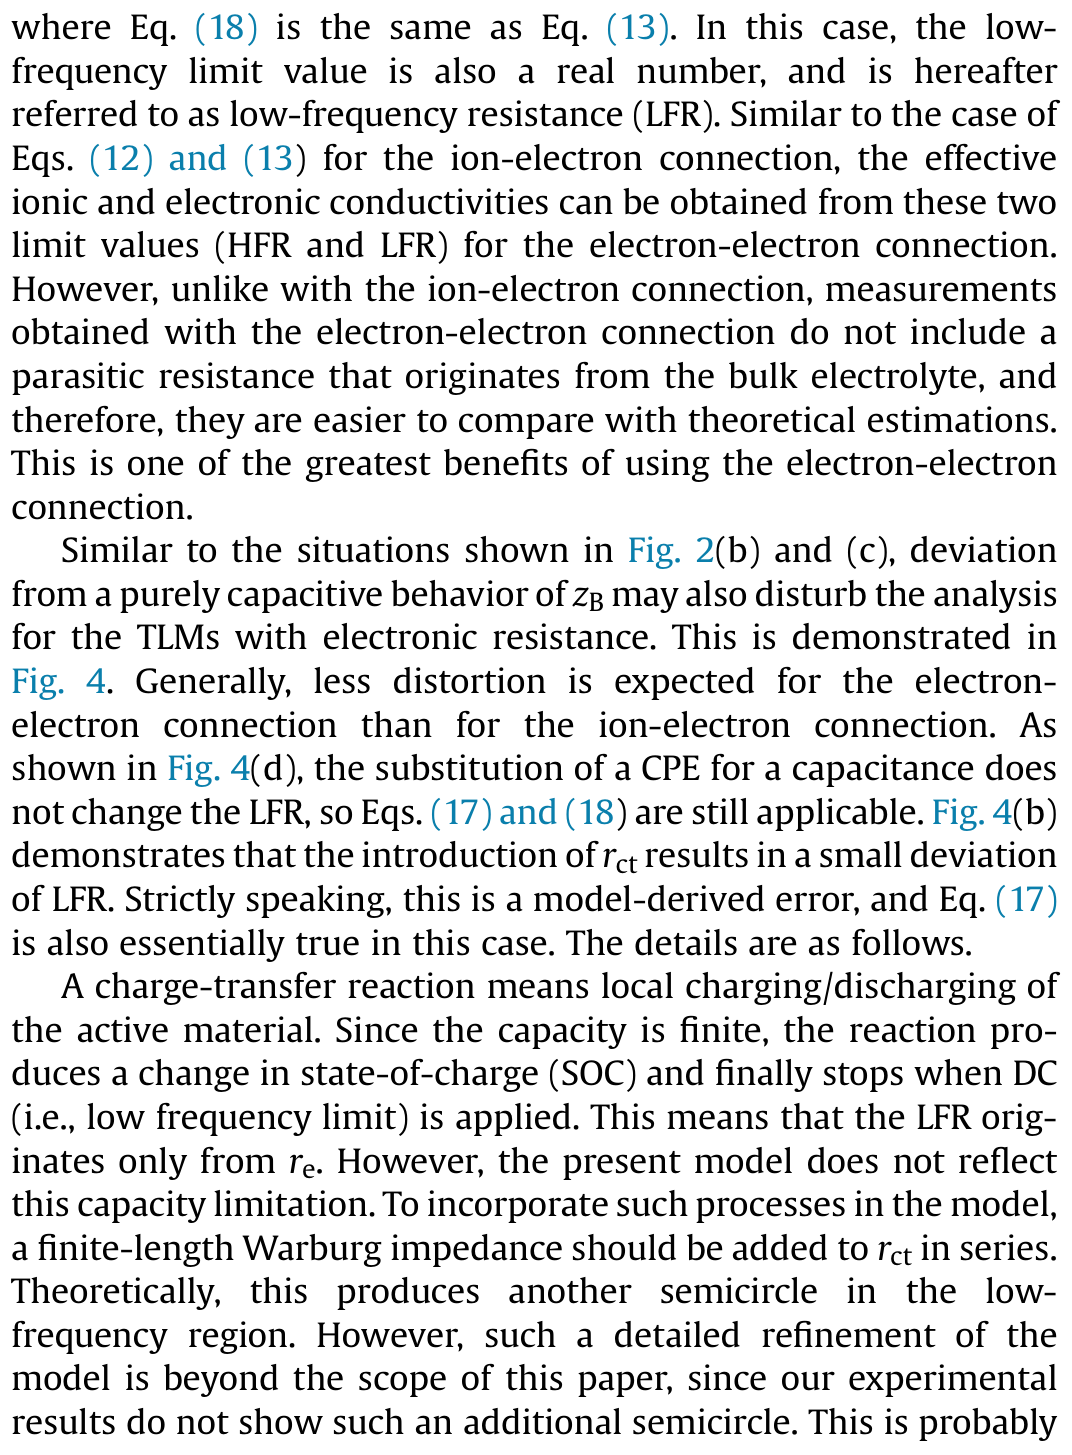 where Eq. (18) is the same as Eq. (13). In this case, the low-
frequency limit value is also a real number, and is hereafter
referred to as low-frequency resistance (LFR). Similar to the case of
Eqs. (12) and (13) for the ion-electron connection, the effective
ionic and electronic conductivities can be obtained from these two
limit values (HFR and LFR) for the electron-electron connection.
However, unlike with the ion-electron connection, measurements
obtained with the electron-electron connection do not include a
parasitic resistance that originates from the bulk electrolyte, and
therefore, they are easier to compare with theoretical estimations.
This is one of the greatest benefits of using the electron-electron
connection.
Similar to the situations shown in Fig. 2(b) and (c), deviation
from a purely capacitive behavior of zB may also disturb the analysis
for the TLMs with electronic resistance. This is demonstrated in
Fig. 4. Generally, less distortion is expected for the electron-
electron connection than for the ion-electron connection. As
shown in Fig. 4(d), the substitution of a CPE for a capacitance does
not change the LFR, so Eqs. (17) and (18) are still applicable. Fig. 4(b)
demonstrates that the introduction of rct results in a small deviation
of LFR. Strictly speaking, this is a model-derived error, and Eq. (17)
is also essentially true in this case. The details are as follows.
A charge-transfer reaction means local charging/discharging of
the active material. Since the capacity is finite, the reaction pro-
duces a change in state-of-charge (SOC) and finally stops when DC
(i.e., low frequency limit) is applied. This means that the LFR orig-
inates only from re. However, the present model does not reflect
this capacity limitation. To incorporate such processes in the model,
a finite-length Warburg impedance should be added to rct in series.
Theoretically, this produces another semicircle in the low-
frequency region. However, such a detailed refinement of the
model is beyond the scope of this paper, since our experimental
results do not show such an additional semicircle. This is probably